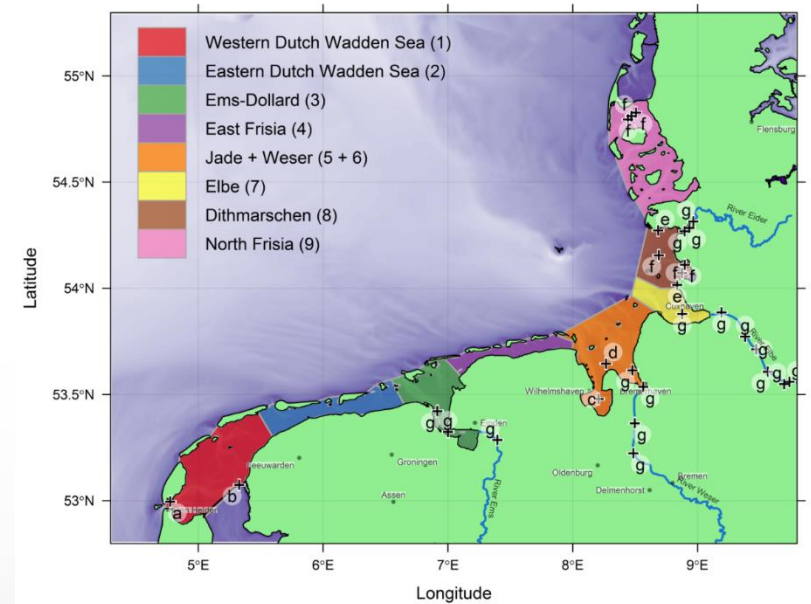 Western Dutch Wadden Sea (1)
Eastern Dutch Wadden Sea (2)
Ems-Dollard (3)
East Frisia (4)
Jade + Weser (5 + 6)
Elbe (7)
Dithmarschen (8)
North Frisia (9)
55°N
54.5°N
54°N
53.5°N
53°N
Latitude
f
f
f
Flensburg
e
g
River Eider
g
g
f
f
f
e
Cuxhaven
g
g
g
River Elbe
g
g
g
g
d
Wilhelmshaven
g
Bremerhaven
c
g
g
g
Emden
g
g
Leeuwarden
Groningen
Oldenburg
g
Bremen
Assen
Delmenhorst
River Weser
River Ems
b
a
5°E
6°E
7°E
8°E
9°E
Longitude